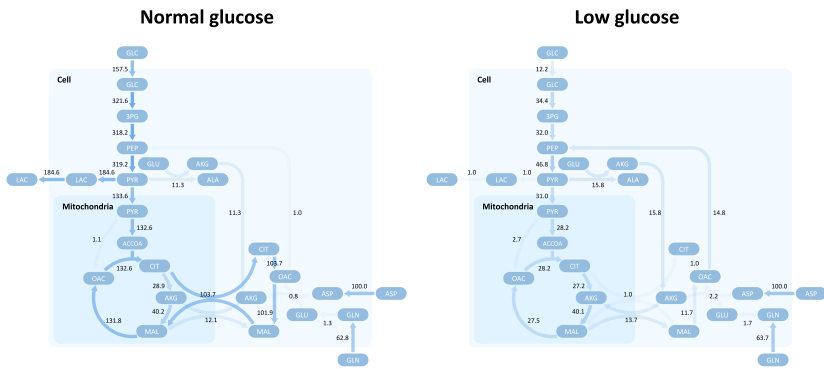 Normal glucose
GLC
157.5
Cell
GLC
321.6
3PG
318.2
PEP
319.2
GLU
AKG
LAC
184.6
LAC
184.6
PYR
11.3
ALA
133.6
Mitochondria
PYR
11.3
1.0
132.6
1.1
ACCOA
CIT
132.6
CIT
103.7
OAC
OAC
28.9
103.7
0.8
ASP
100.0
ASP
AKG
AKG
40.2
101.9
GLU
GLN
131.8
12.1
1.3
MAL
MAL
62.8
GLN
Low glucose
GLC
12.2
Cell
GLC
34.4
3PG
32.0
PEP
46.8
GLU
AKG
LAC
1.0
LAC
1.0
PYR
15.8
ALA
31.0
Mitochondria
PYR
15.8
14.8
28.2
2.7
ACCOA
CIT
28.2
CIT
1.0
OAC
OAC
27.2
1.0
2.2
ASP
100.0
ASP
AKG
AKG
40.1
11.7
GLU
GLN
27.5
13.7
1.7
MAL
MAL
63.7
GLN